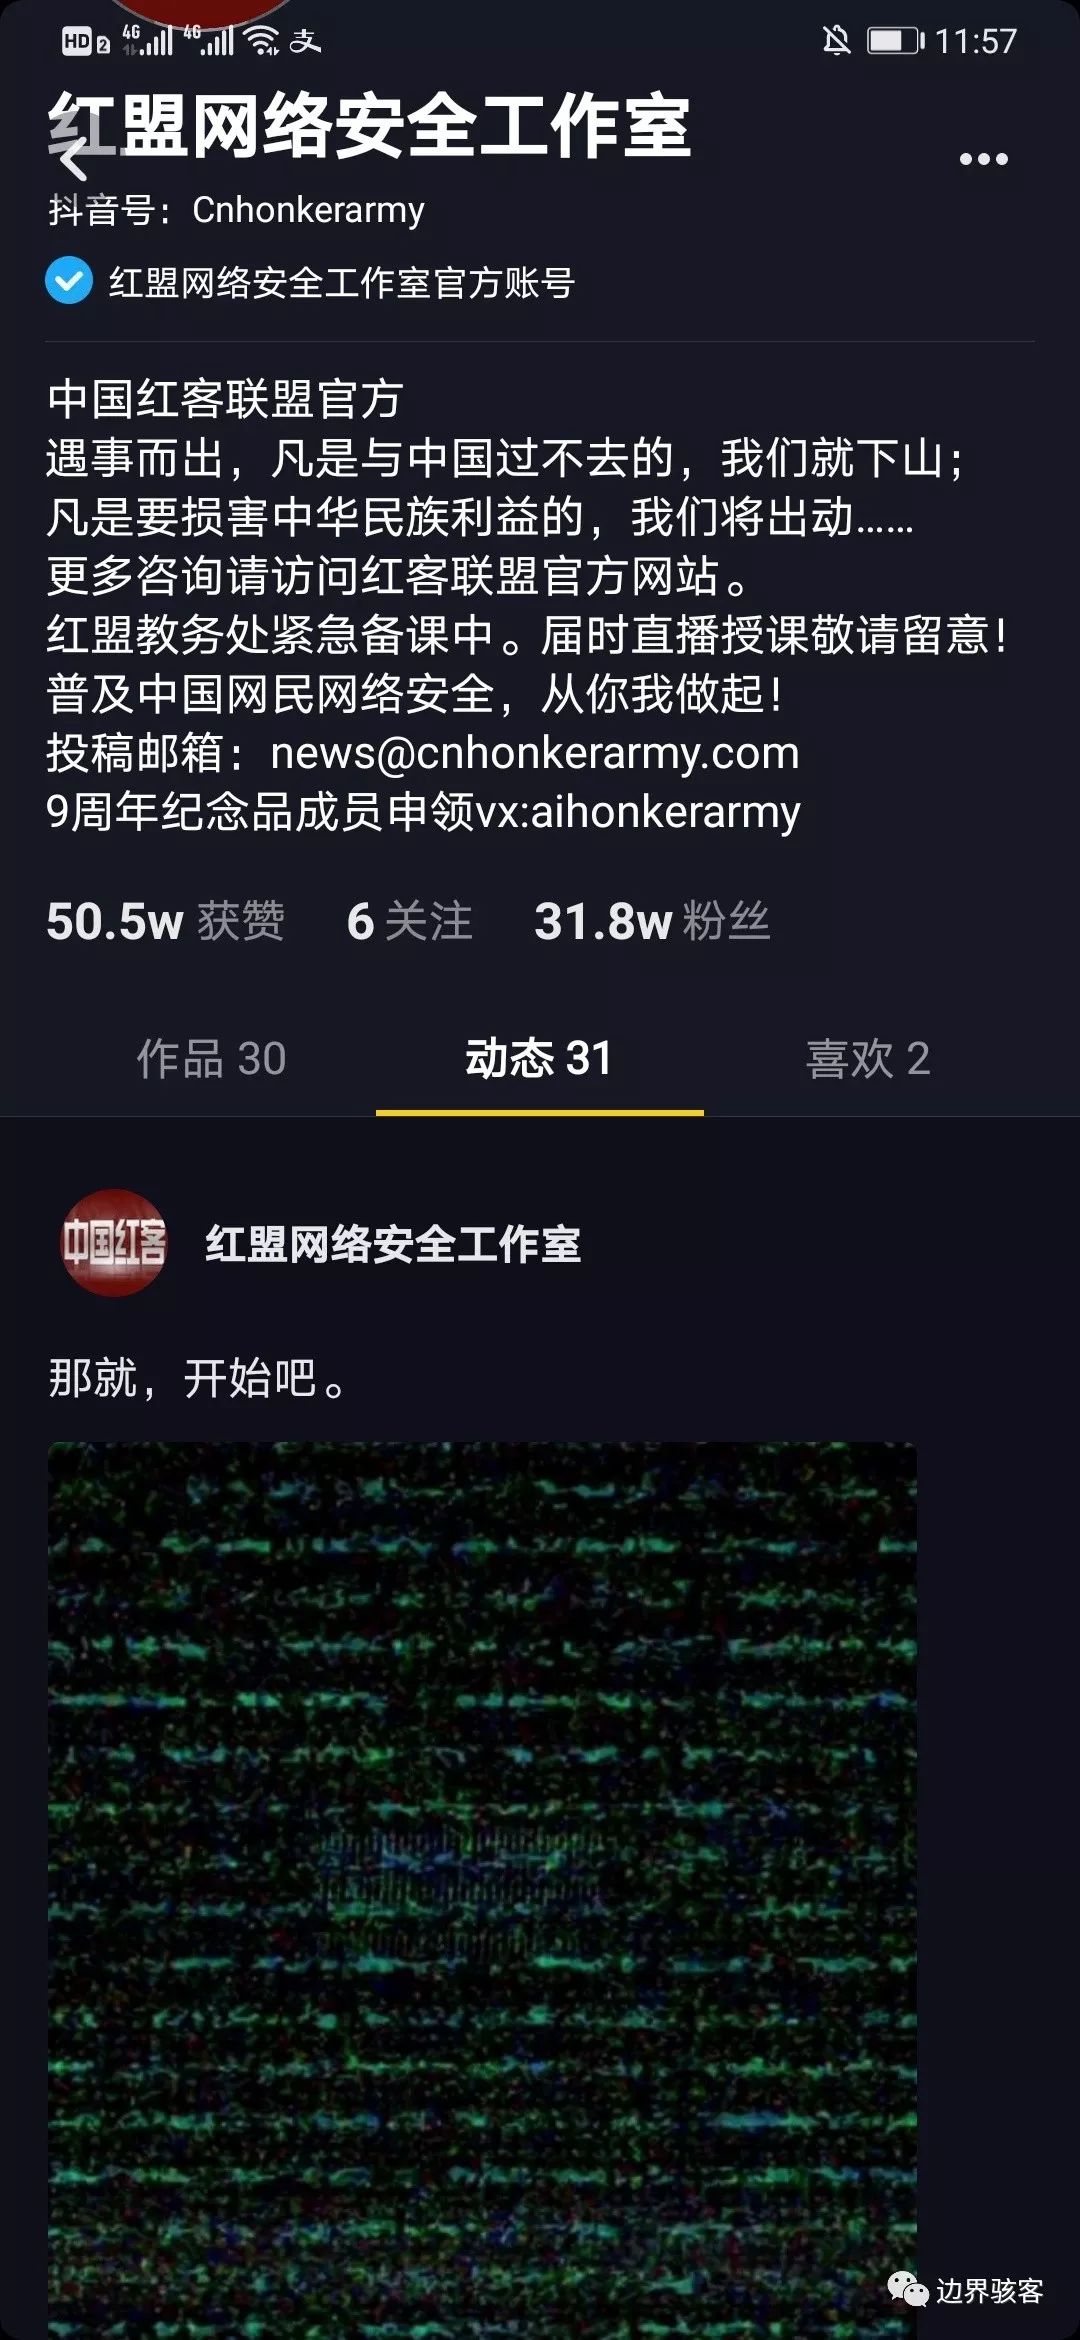 HD 2 4G 4G 支 11:57
红盟网络安全工作室
抖音号：Cnhonkerarmy
红盟网络安全工作室官方账号
中国红客联盟官方
遇事而出，凡是与中国过不去的，我们就下山；
凡是要损害中华民族利益的，我们将出动……
更多咨询请访问红客联盟官方网站。
红盟教务处紧急备课中。届时直播授课敬请留意！
普及中国网民网络安全，从你我做起！
投稿邮箱：news@cnhonkerarmy.com
9周年纪念品成员申领vx:aihonkerarmy
50.5w 获赞 6 关注 31.8w 粉丝
作品 30 动态 31 喜欢 2
中国红客
红盟网络安全工作室
那就，开始吧。
边界骇客